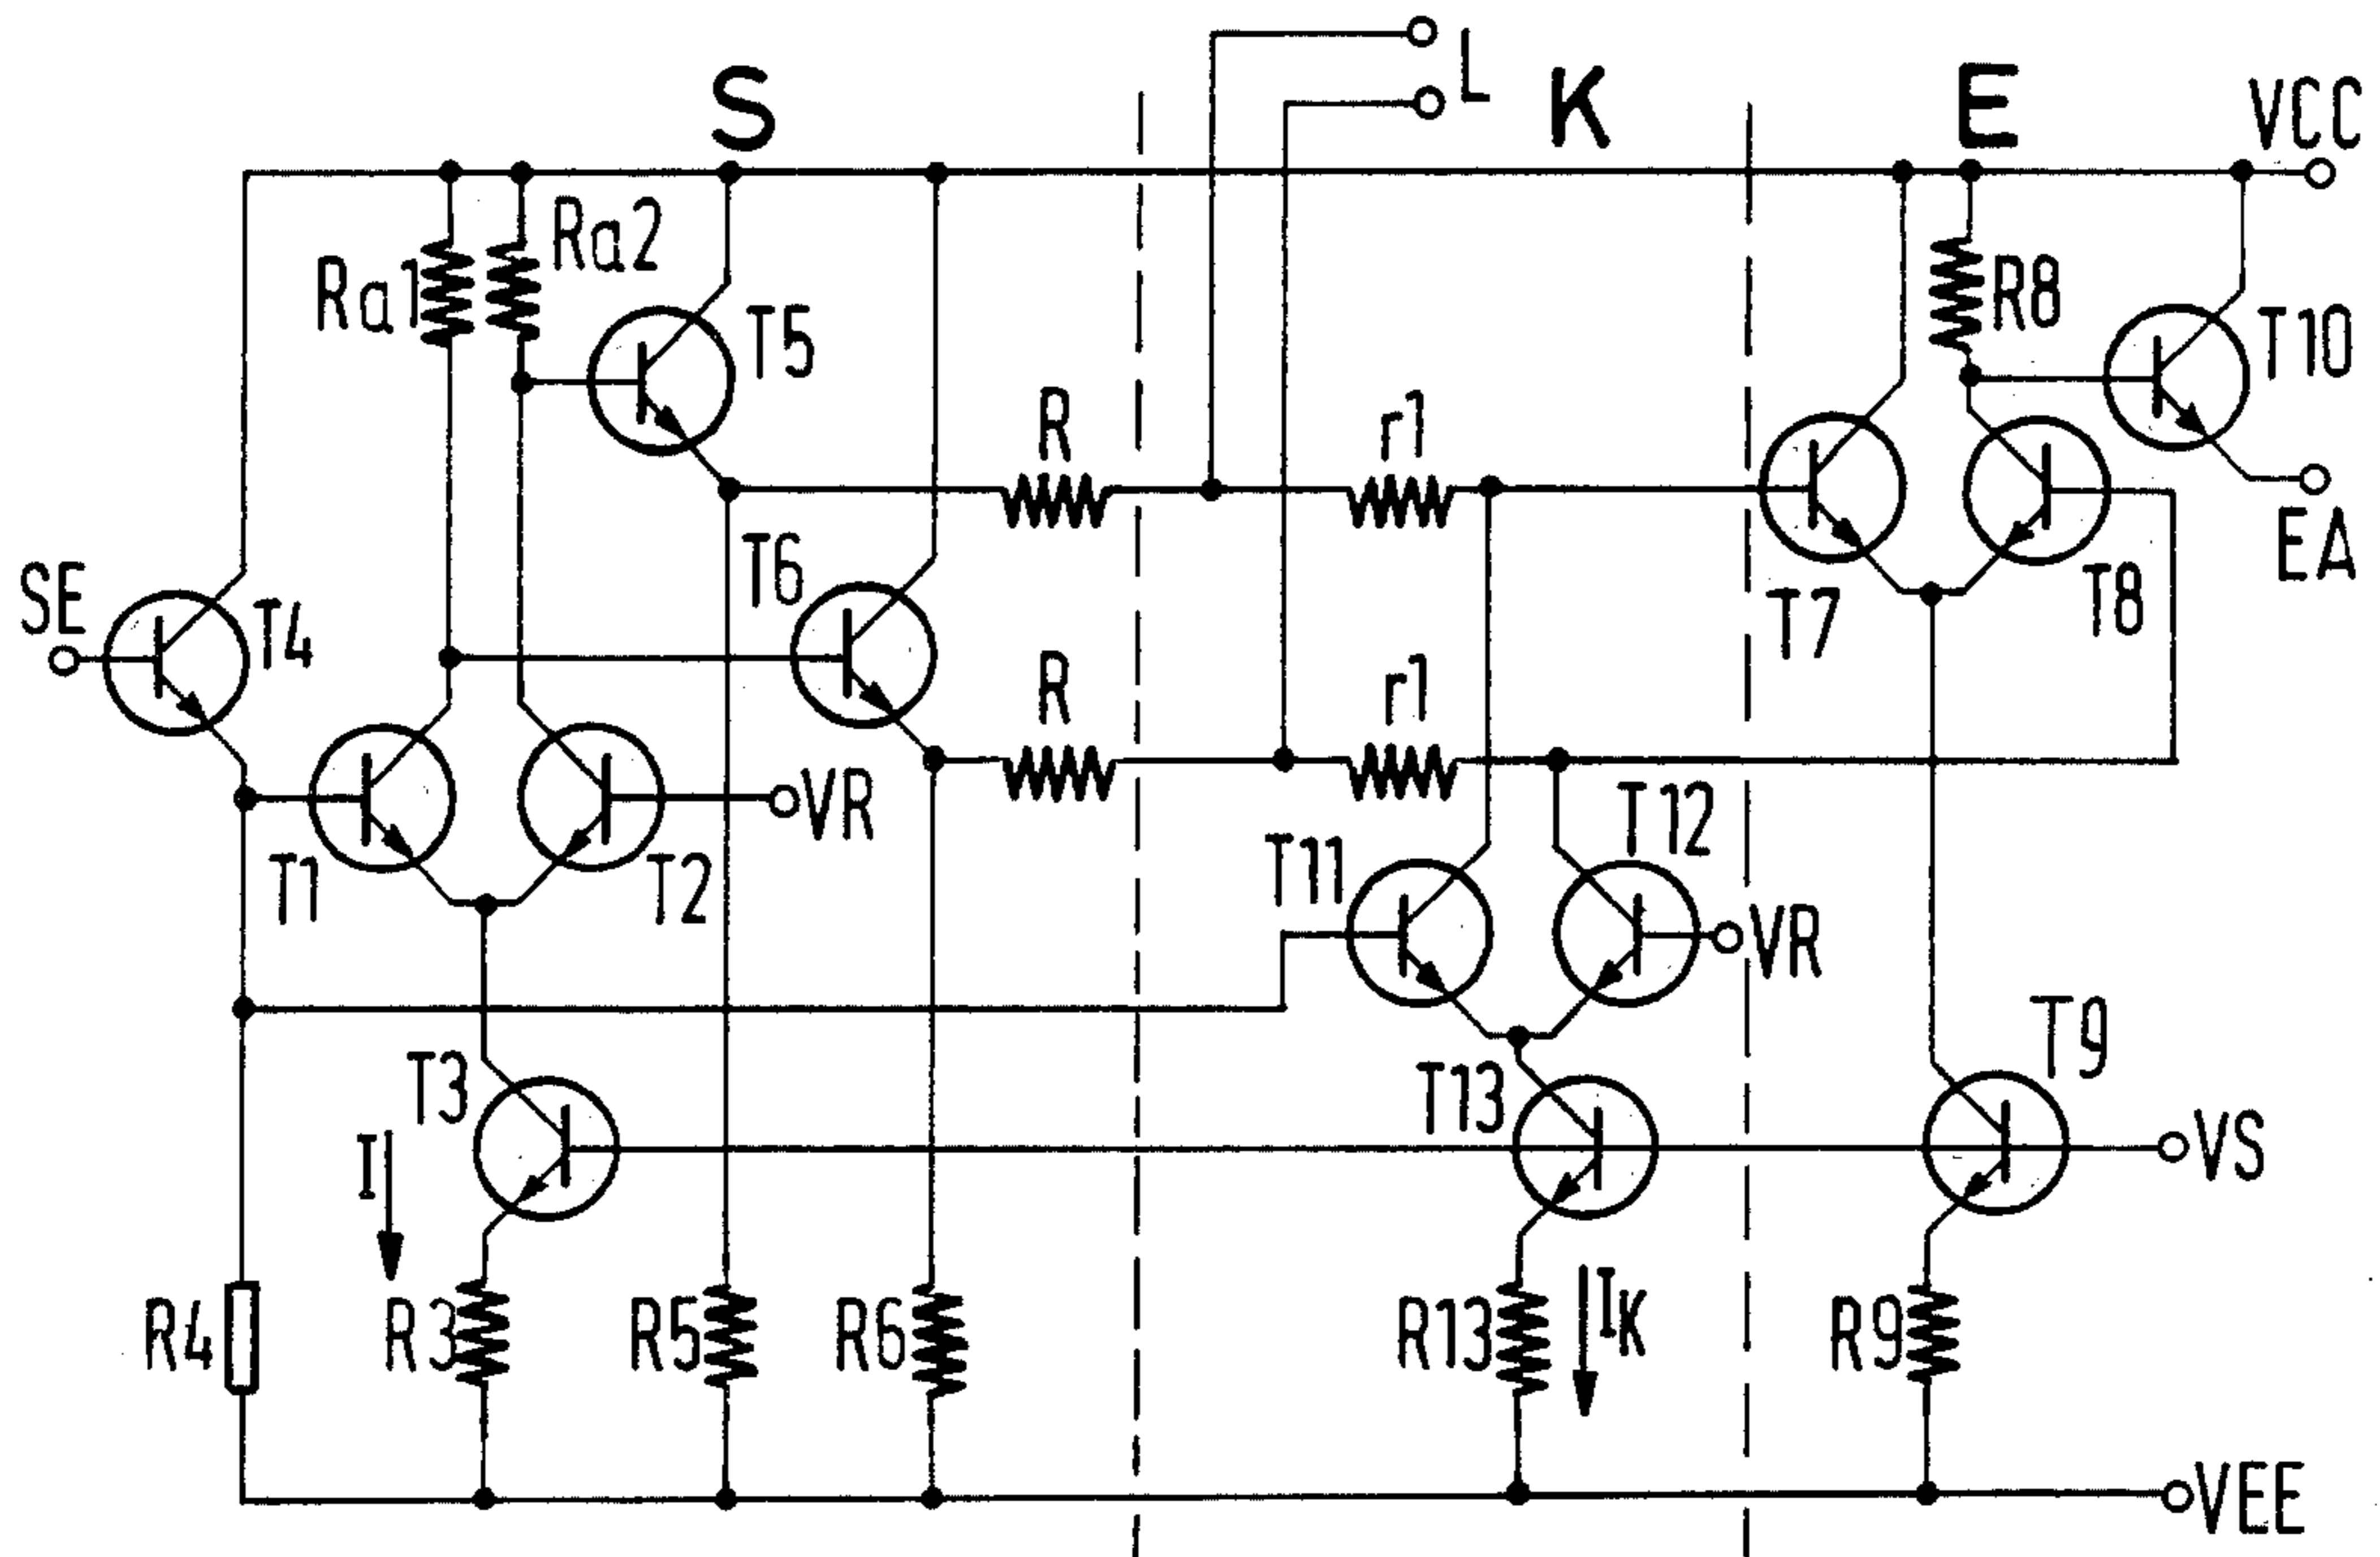 L
S K E VCC
Ra1 Ra2 T5 R8 T10
R r1
SE T4 T6 T7 T8 EA
R r1
T1 T2 VR T11 T12 VR
T3 I T13 T9 VS
R4 R3 R5 R6 R13 IK R9
VEE